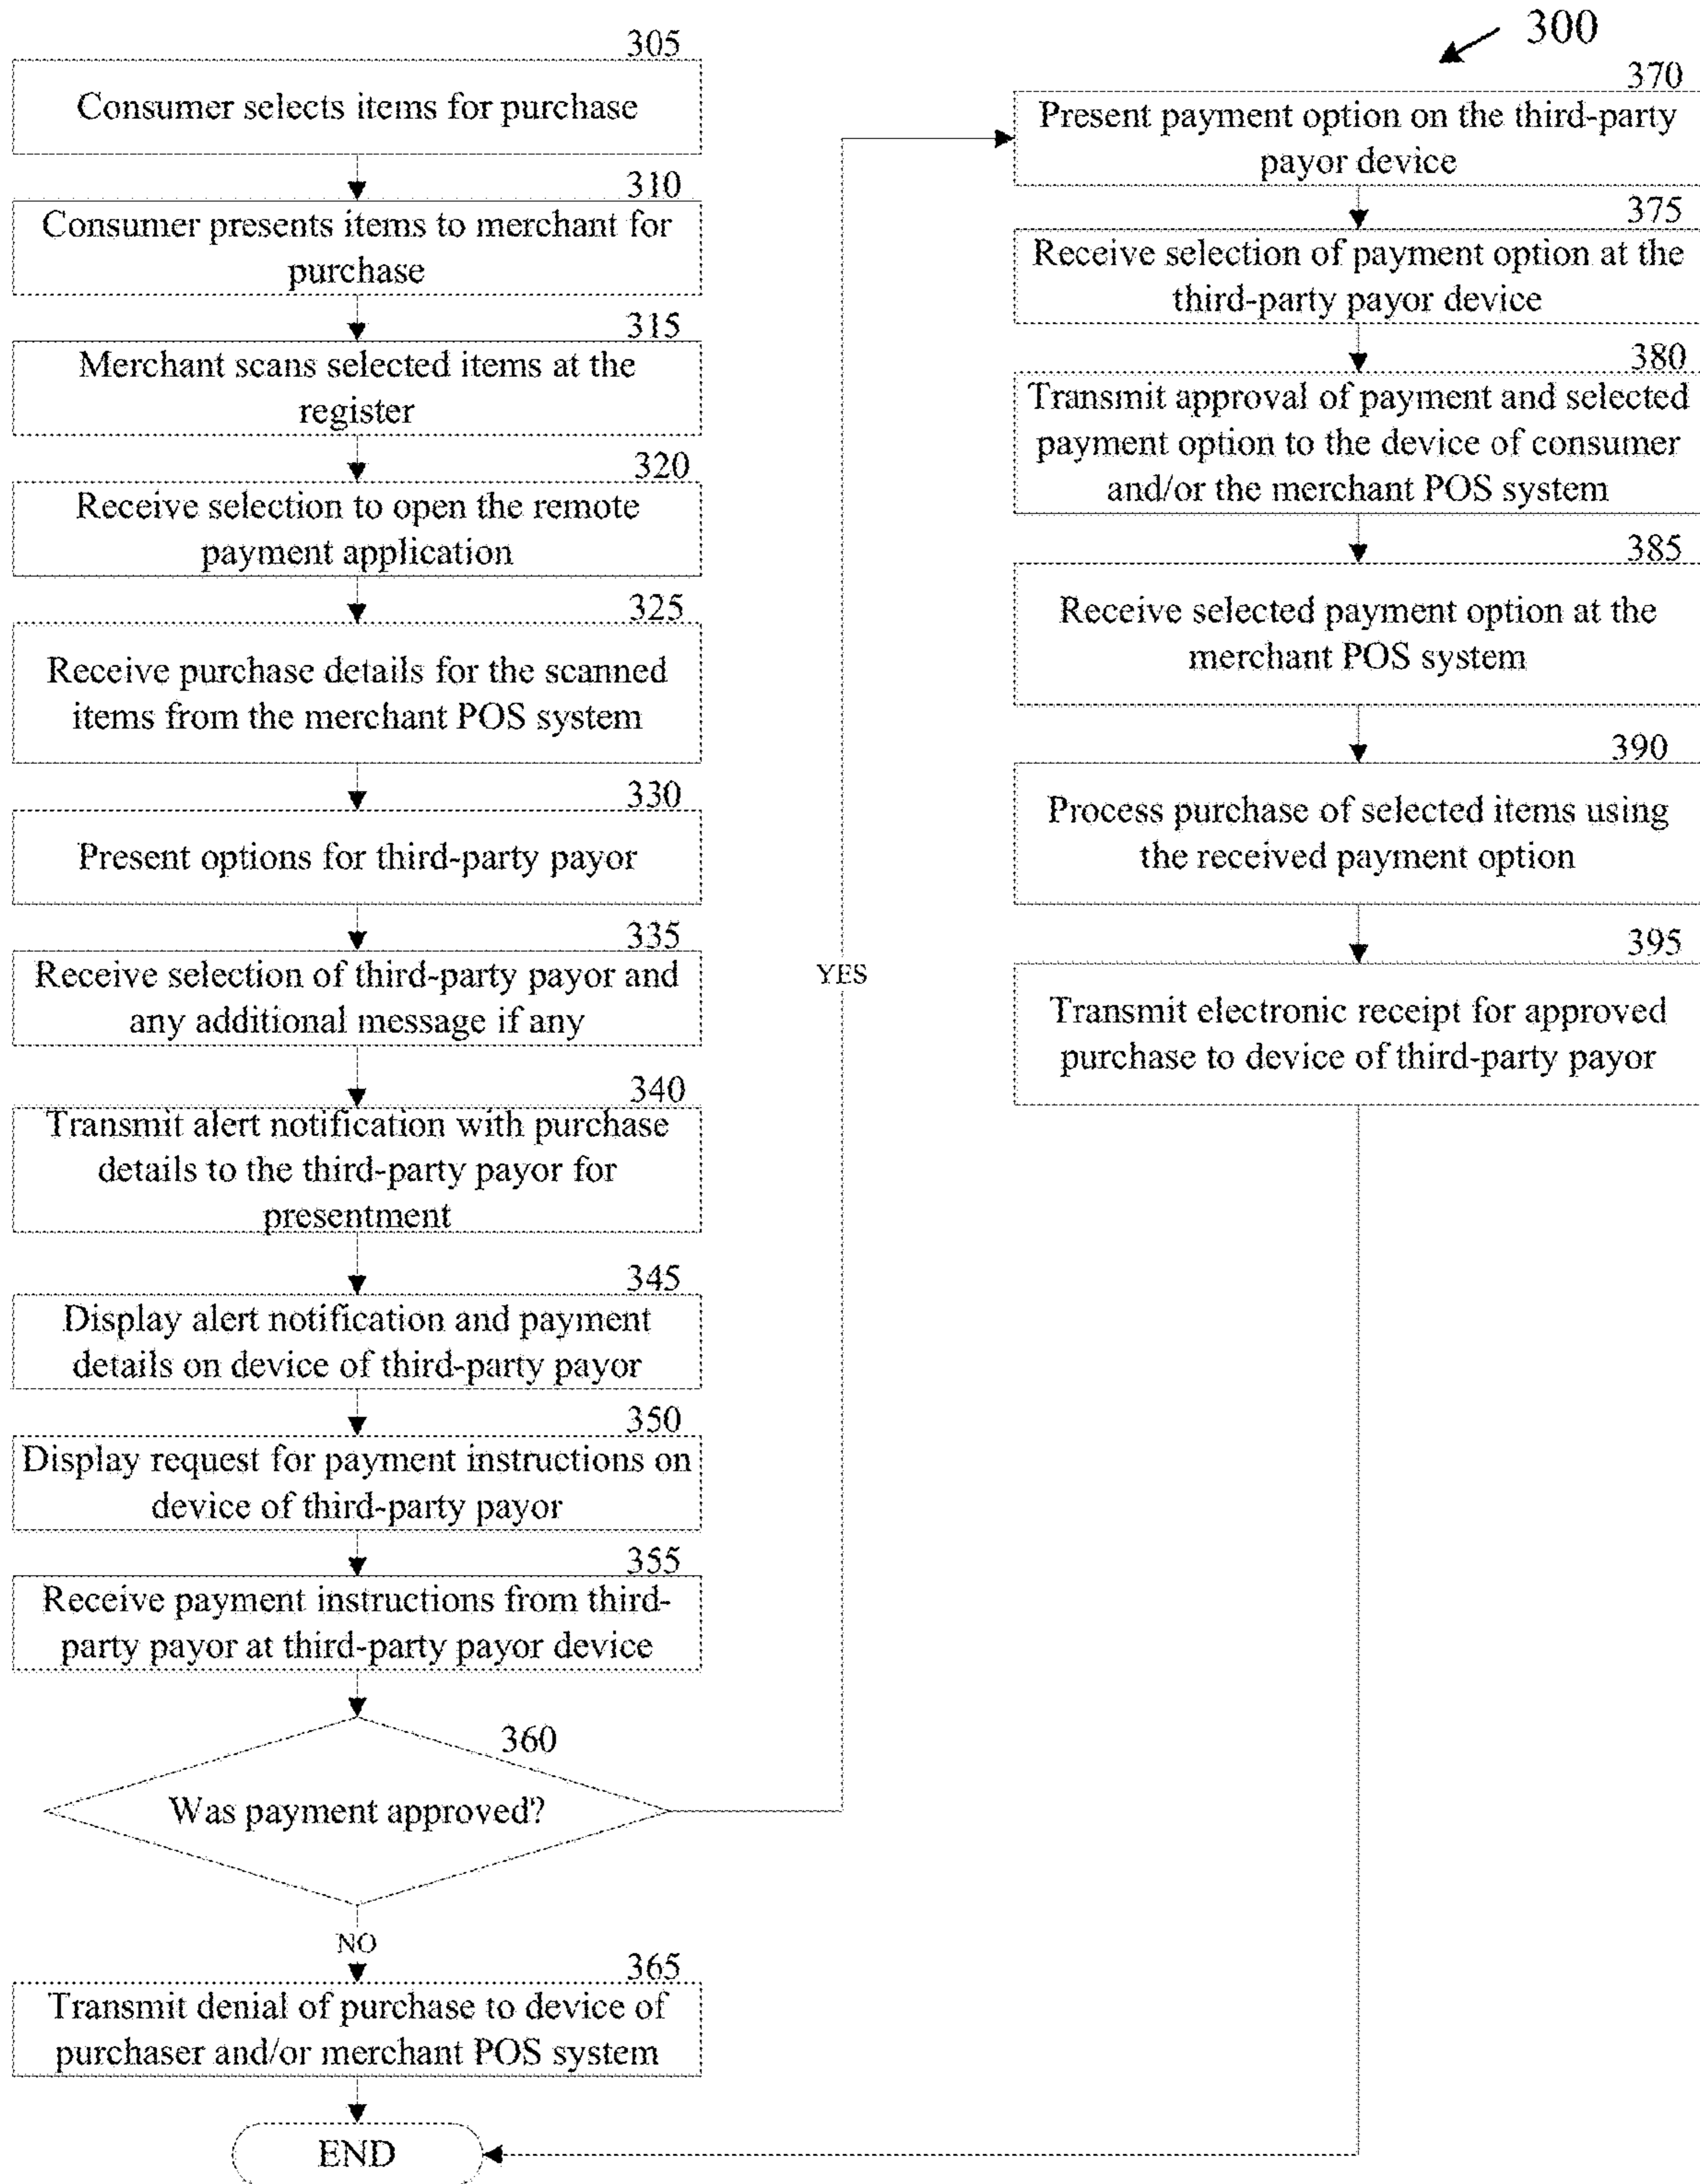 305
Consumer selects items for purchase
310
Consumer presents items to merchant for
purchase
315
Merchant scans selected items at the
register
320
Receive selection to open the remote
payment application
325
Receive purchase details for the scanned
items from the merchant POS system
330
Present options for third-party payor
335
Receive selection of third-party payor and
any additional message if any
340
Transmit alert notification with purchase
details to the third-party payor for
presentment
345
Display alert notification and payment
details on device of third-party payor
350
Display request for payment instructions on
device of third-party payor
355
Receive payment instructions from third-
party payor at third-party payor device
360
Was payment approved?
NO
365
Transmit denial of purchase to device of
purchaser and/or merchant POS system
END
YES
300
370
Present payment option on the third-party
payor device
375
Receive selection of payment option at the
third-party payor device
380
Transmit approval of payment and selected
payment option to the device of consumer
and/or the merchant POS system
385
Receive selected payment option at the
merchant POS system
390
Process purchase of selected items using
the received payment option
395
Transmit electronic receipt for approved
purchase to device of third-party payor